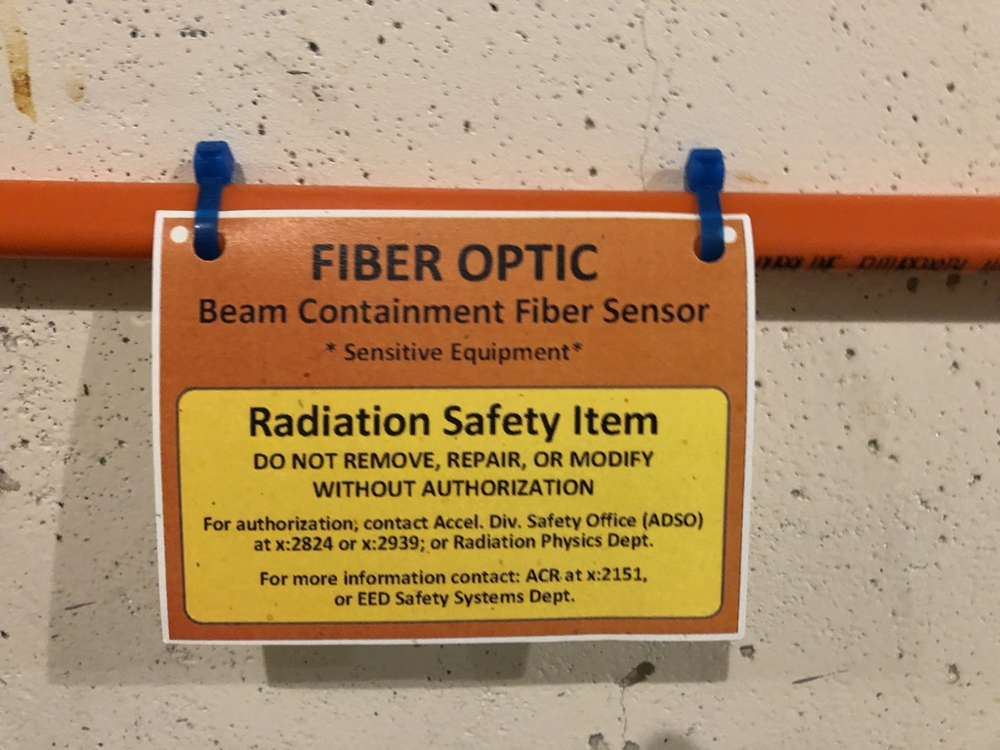 FIBER OPTIC
Beam Containment Fiber Sensor
* Sensitive Equipment*
Radiation Safety Item
DO NOT REMOVE, REPAIR, OR MODIFY
WITHOUT AUTHORIZATION
For authorization; contact Accel. Div. Safety Office (ADSO)
at x:2824 or x:2939; or Radiation Physics Dept.
For more information contact: ACR at x:2151,
or EED Safety Systems Dept.